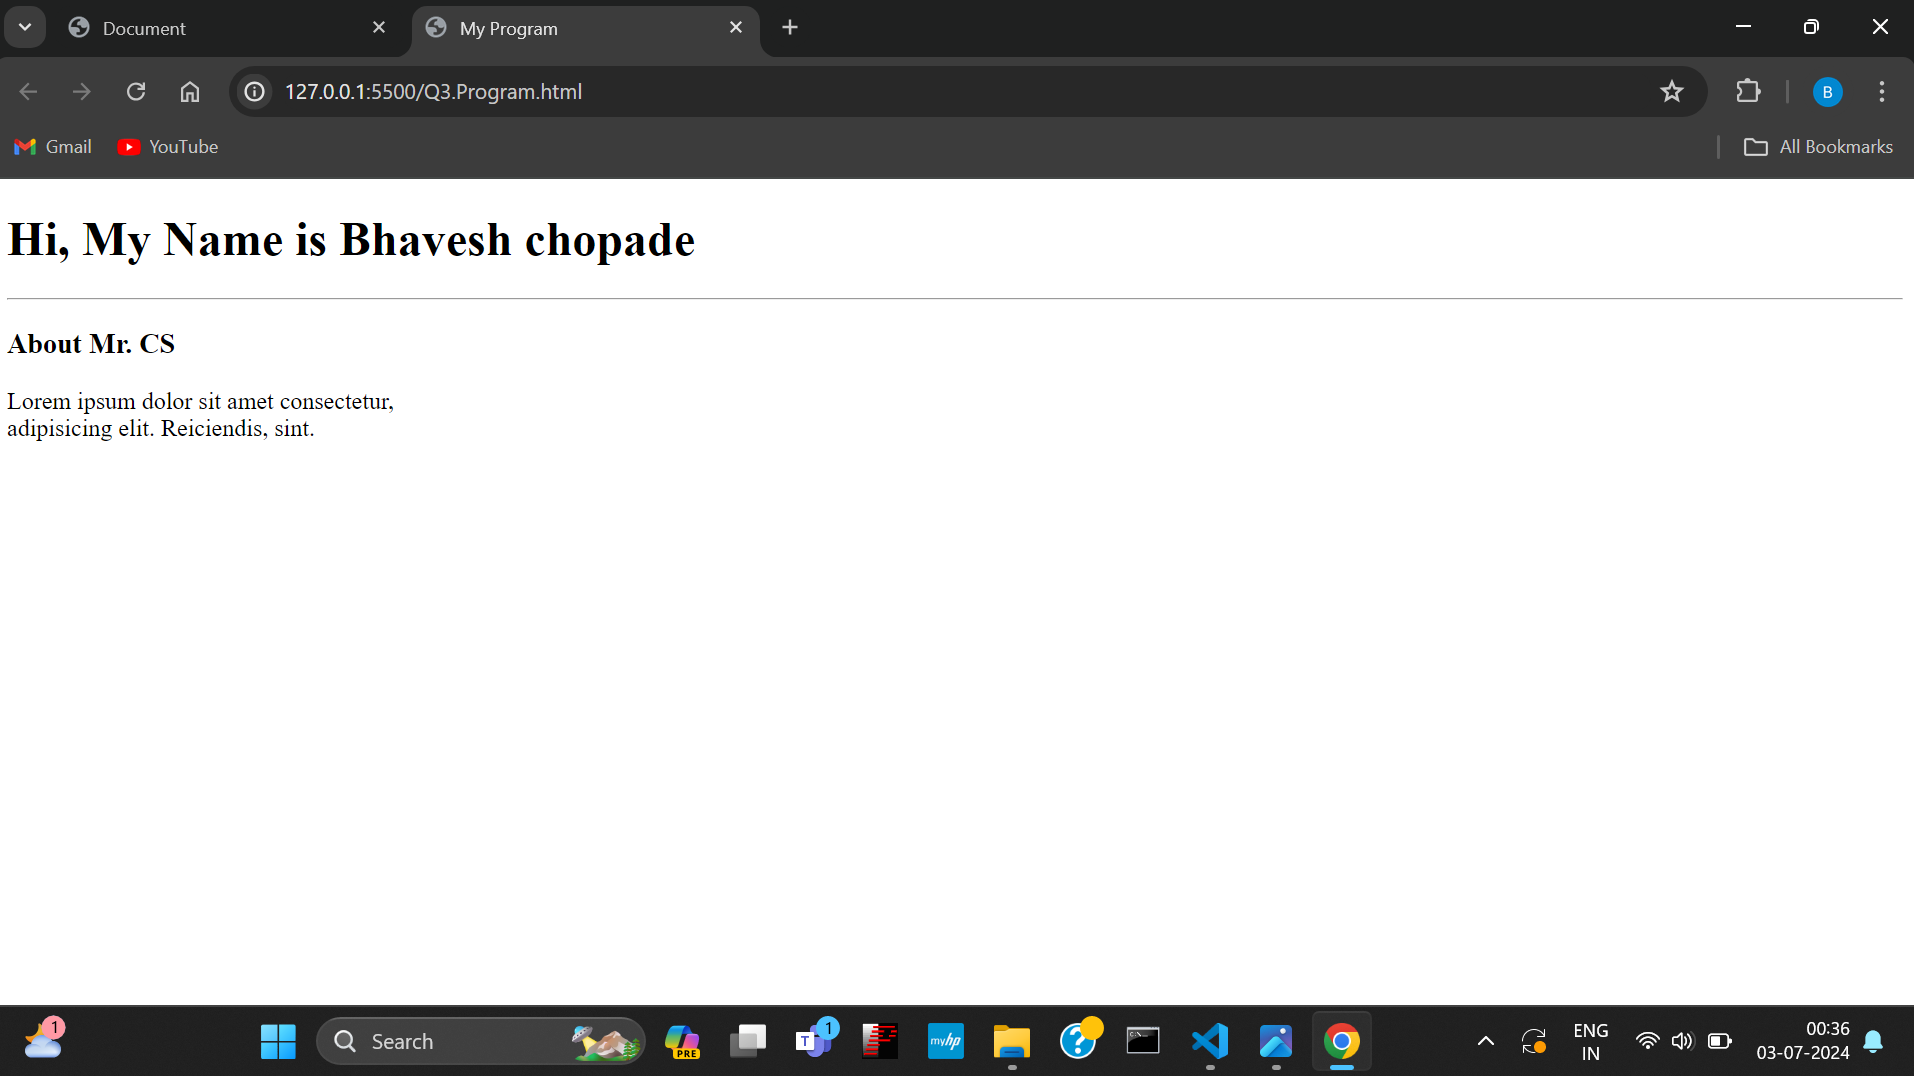 Document
My Program
127.0.0.1:5500/Q3.Program.html
B
Gmail
YouTube
All Bookmarks
Hi, My Name is Bhavesh chopade
About Mr. CS
Lorem ipsum dolor sit amet consectetur,
adipisicing elit. Reiciendis, sint.
1
Search
PRE
T
1
myhp
C:\_
ENG
IN
00:36
03-07-2024